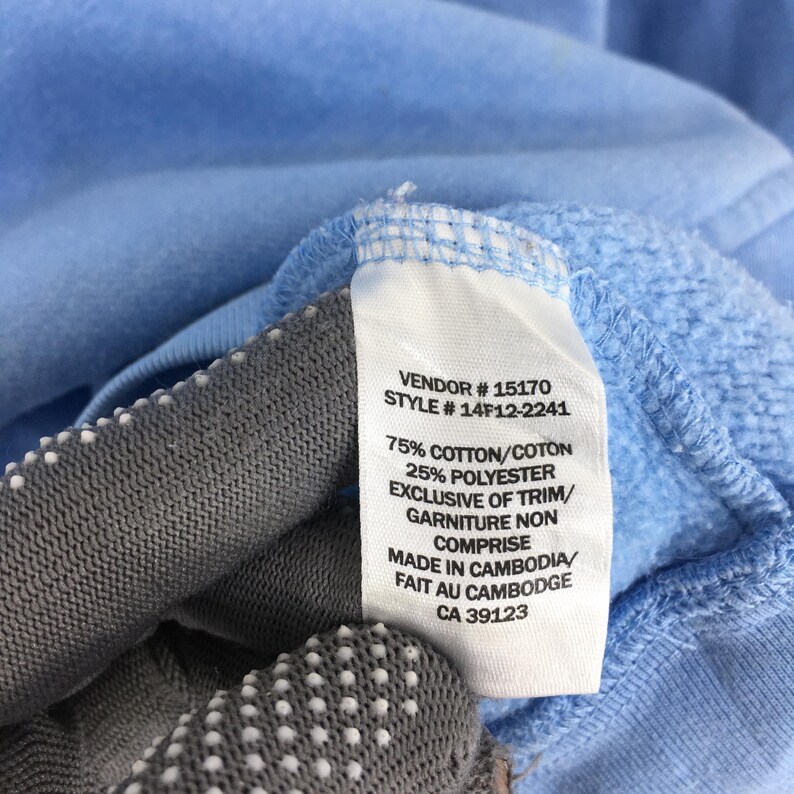 VENDOR # 15170
STYLE # 14F12-2241
75% COTTON/COTON
25% POLYESTER
EXCLUSIVE OF TRIM/
GARNITURE NON
COMPRISE
MADE IN CAMBODIA/
FAIT AU CAMBODGE
CA 39123